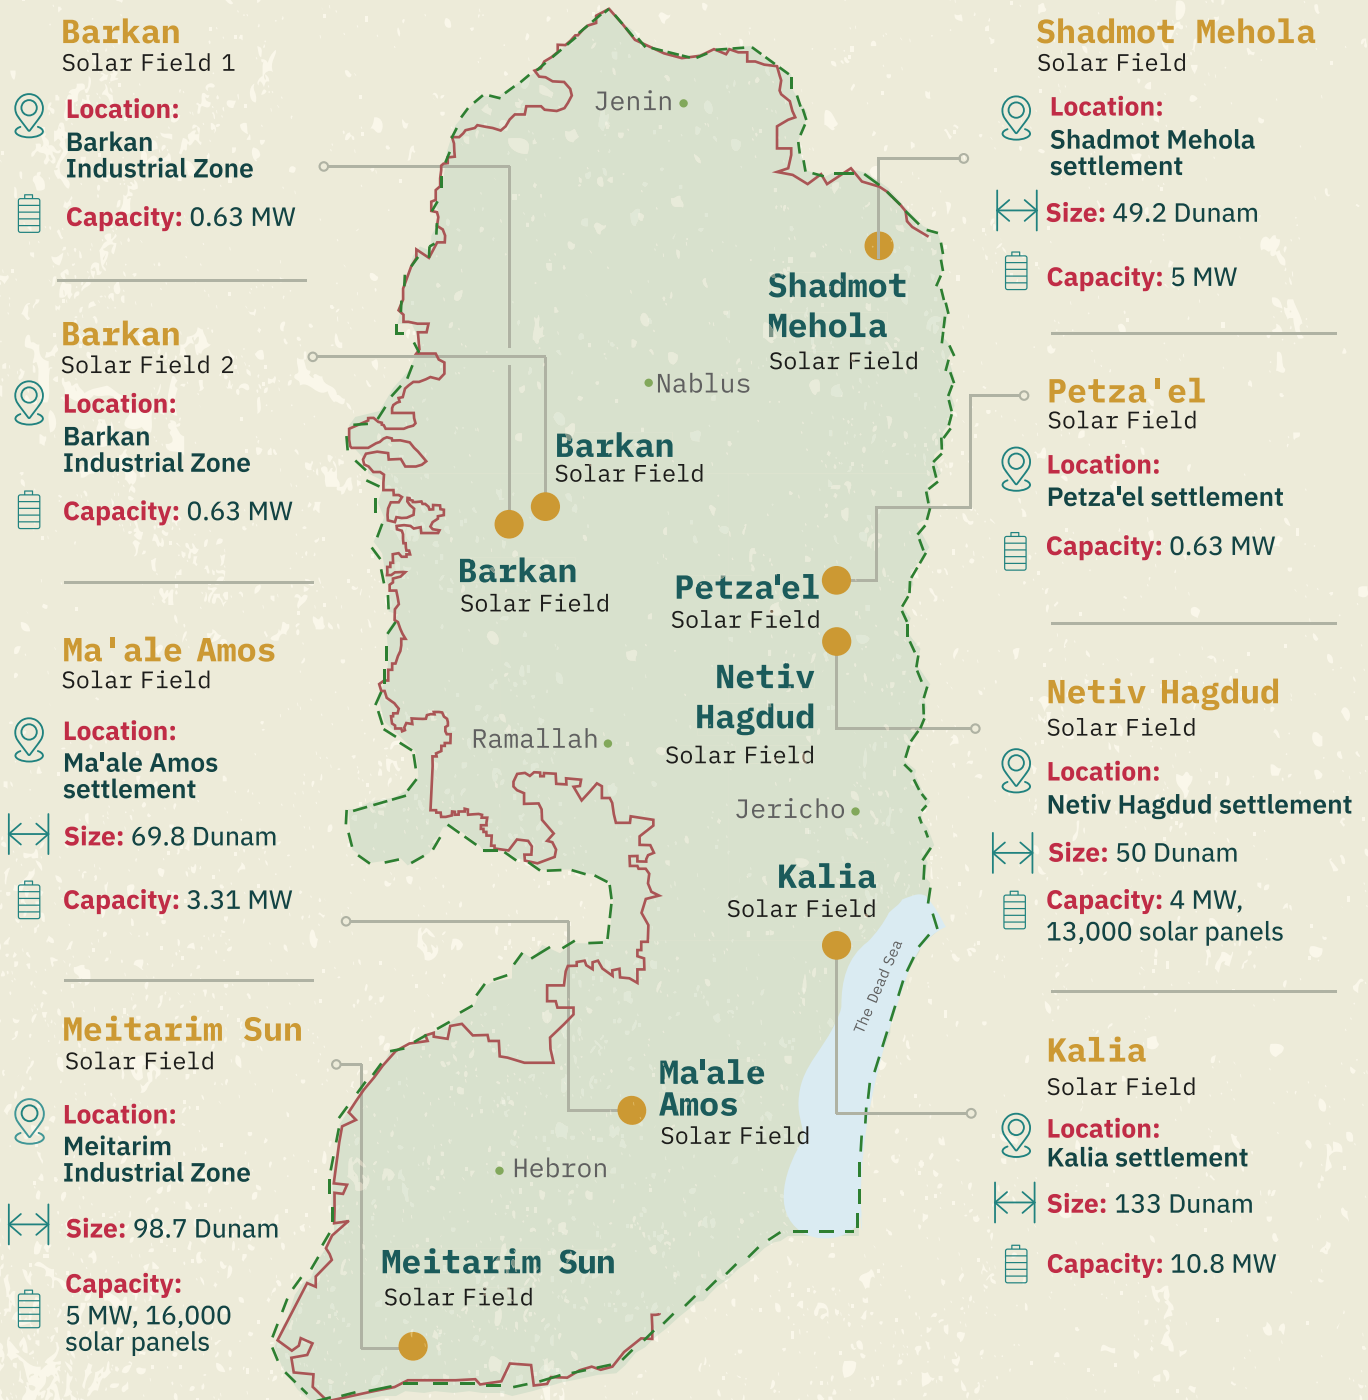 Barkan
Solar Field 1
Location:
Barkan
Industrial Zone
Capacity: 0.63 MW
Barkan
Solar Field 2
Location:
Barkan
Industrial Zone
Capacity: 0.63 MW
Ma'ale Amos
Solar Field
Location:
Ma'ale Amos
settlement
Size: 69.8 Dunam
Capacity: 3.31 MW
Meitarim Sun
Solar Field
Location:
Meitarim
Industrial Zone
Size: 98.7 Dunam
Capacity:
5 MW, 16,000
solar panels
Jenin
Shadmot
Mehola
Solar Field
Nablus
Barkan
Solar Field
Barkan
Solar Field
Petza'el
Solar Field
Netiv
Hagdud
Solar Field
Ramallah
Jericho
Kalia
Solar Field
The Dead Sea
Ma'ale
Amos
Solar Field
Hebron
Meitarim Sun
Solar Field
Shadmot Mehola
Solar Field
Location:
Shadmot Mehola
settlement
Size: 49.2 Dunam
Capacity: 5 MW
Petza'el
Solar Field
Location:
Petza'el settlement
Capacity: 0.63 MW
Netiv Hagdud
Solar Field
Location:
Netiv Hagdud settlement
Size: 50 Dunam
Capacity: 4 MW,
13,000 solar panels
Kalia
Solar Field
Location:
Kalia settlement
Size: 133 Dunam
Capacity: 10.8 MW